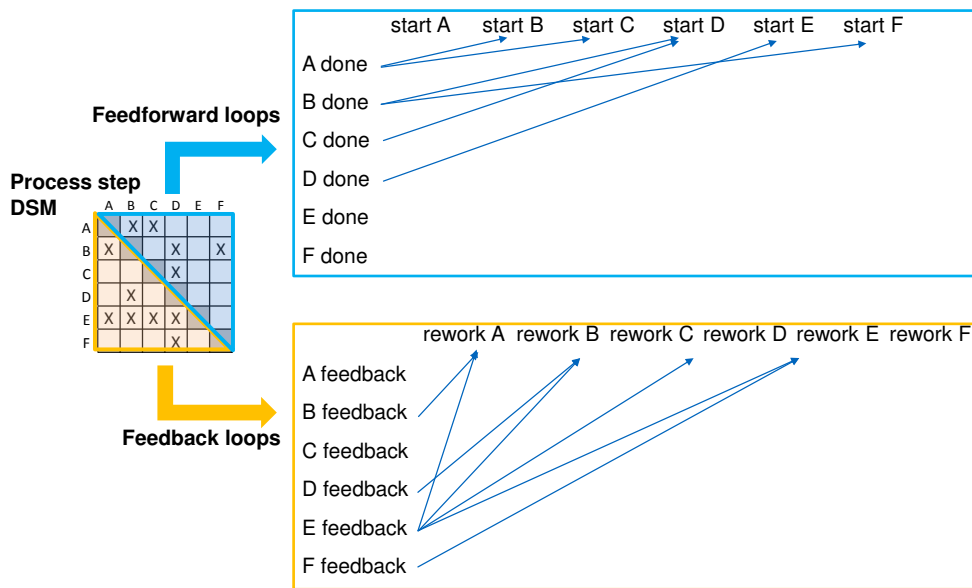 start A start B start C start D start E start F
A done
B done
C done
D done
E done
F done
Feedforward loops
Process step
DSM
A B C D E F
A X X
B X X X
C X
D X
E X X X X
F X
rework A rework B rework C rework D rework E rework F
A feedback
B feedback
C feedback
D feedback
E feedback
F feedback
Feedback loops